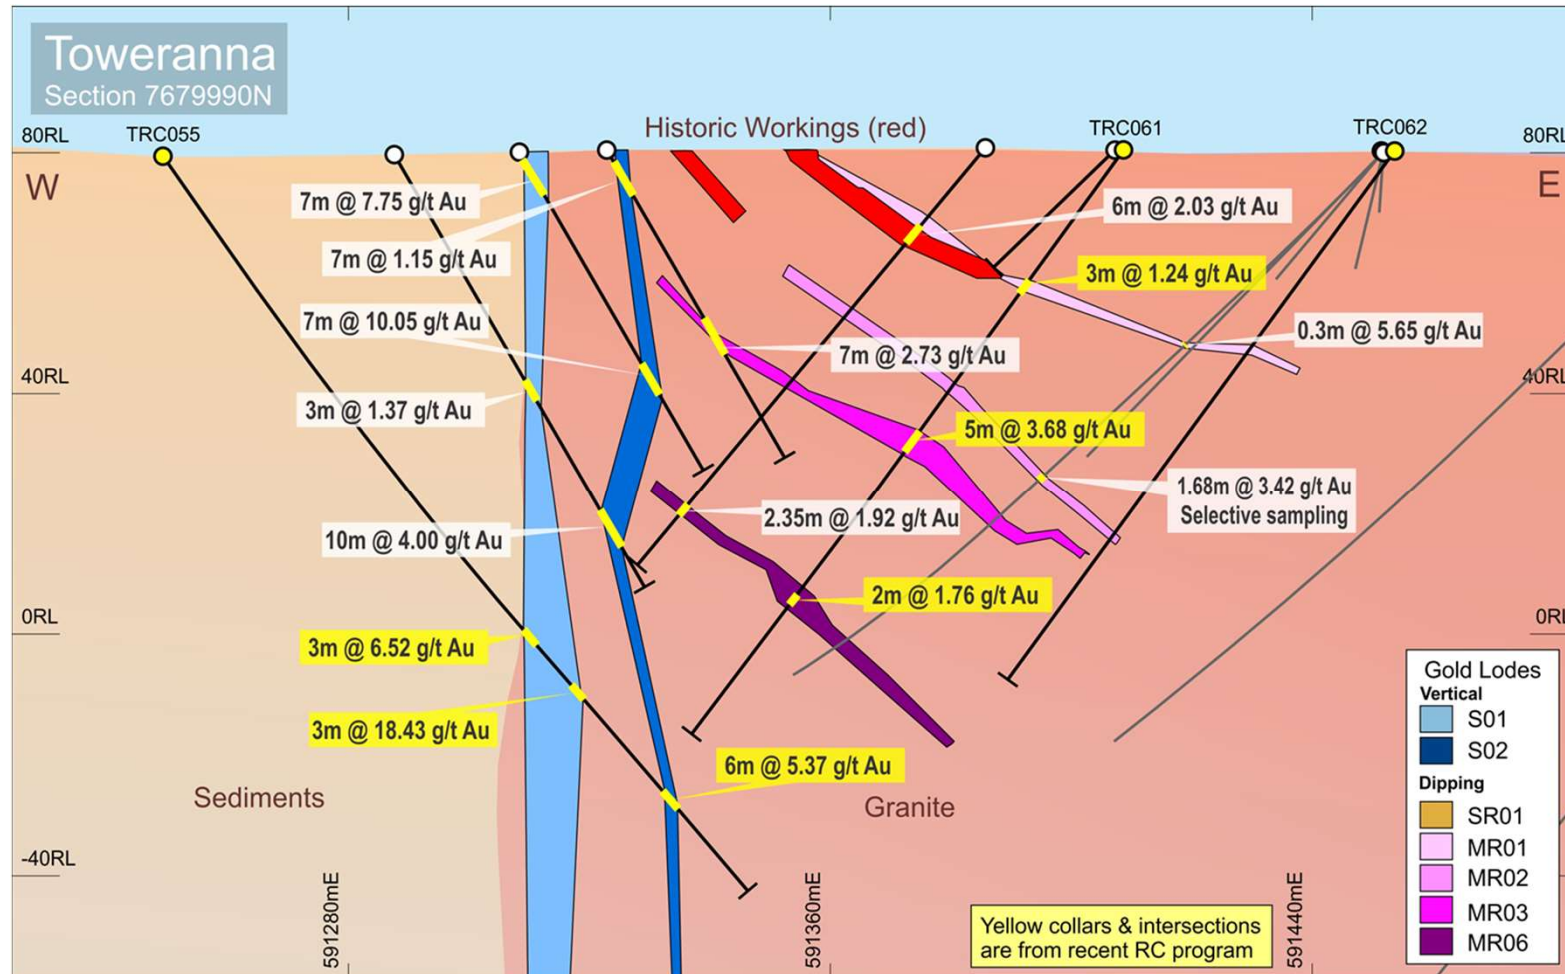 Toweranna
Section 7679990N
Historic Workings (red)
80RL
TRC055
TRC061
TRC062
80RL
W
E
7m @ 7.75 g/t Au
6m @ 2.03 g/t Au
7m @ 1.15 g/t Au
3m @ 1.24 g/t Au
7m @ 10.05 g/t Au
0.3m @ 5.65 g/t Au
7m @ 2.73 g/t Au
40RL
40RL
3m @ 1.37 g/t Au
5m @ 3.68 g/t Au
1.68m @ 3.42 g/t Au
Selective sampling
2.35m @ 1.92 g/t Au
10m @ 4.00 g/t Au
2m @ 1.76 g/t Au
0RL
0RL
3m @ 6.52 g/t Au
3m @ 18.43 g/t Au
6m @ 5.37 g/t Au
Sediments
Granite
-40RL
591280mE
591360mE
591440mE
Yellow collars & intersections
are from recent RC program
Gold Lodes
Vertical
S01
S02
Dipping
SR01
MR01
MR02
MR03
MR06